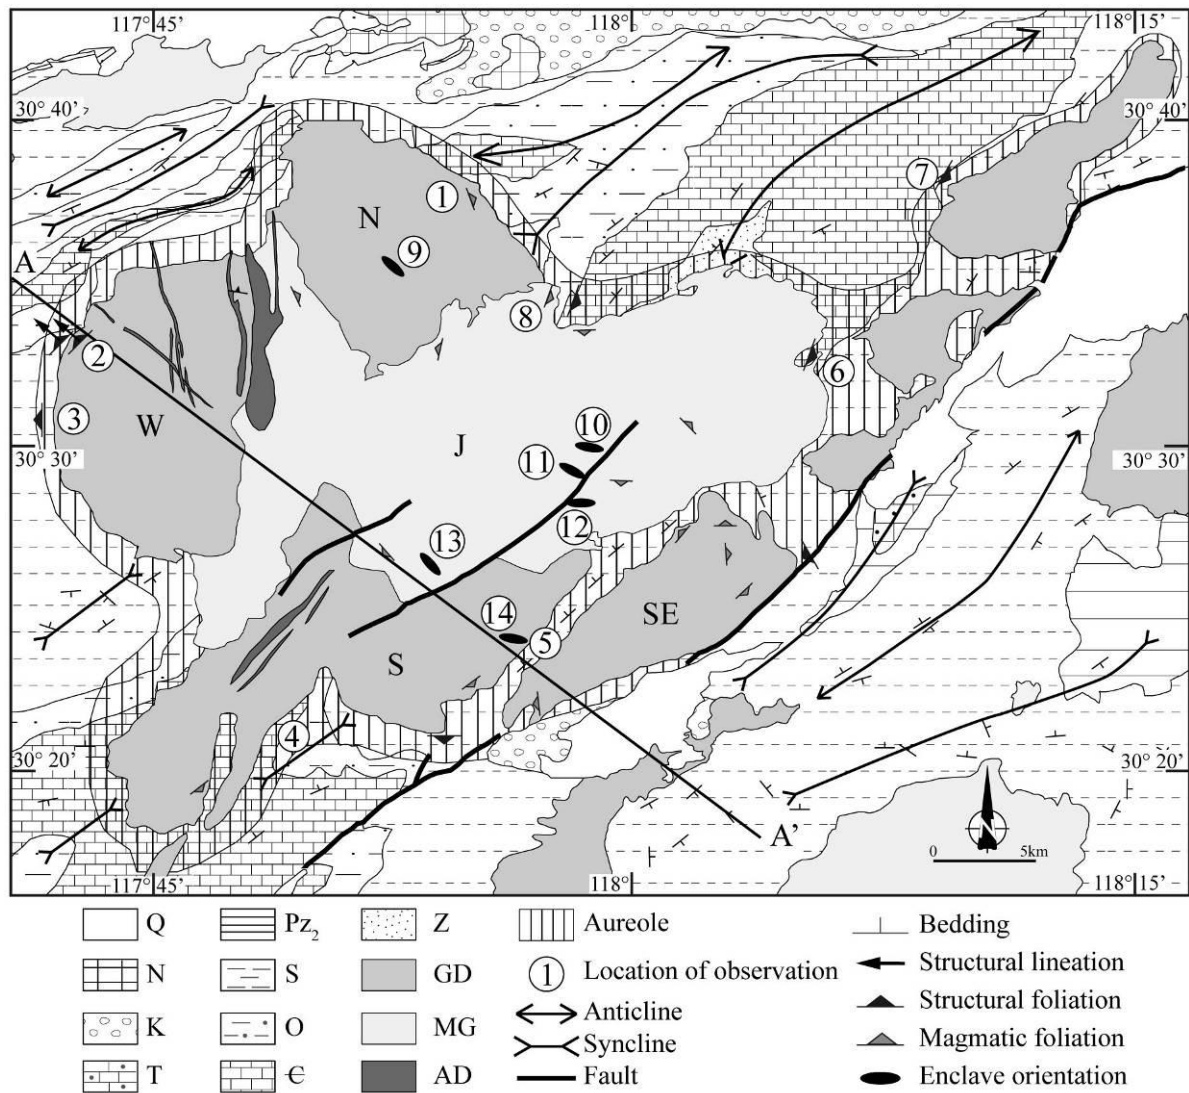 117°45’ 118° 118° 15’
30° 40’ 30° 40’
7
1
N
9
A
8
2
6
3
W
10
J
30° 30’ 30° 30’
11
12
13
14
5
SE
S
4
30° 20’ 30° 20’
N
A’
0 5km
117°45’ 118° 118° 15’
Q Pz₂ Z Aureole Bedding
N S GD 1 Location of observation Structural lineation
K O MG Anticline Structural foliation
Syncline Magmatic foliation
T Є AD Fault Enclave orientation